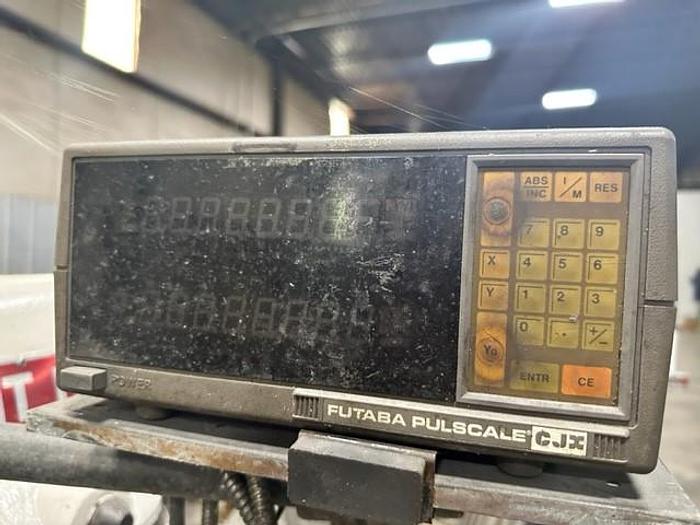 ABS INC I/M RES
7 8 9
X 4 5 6
Y 1 2 3
0 . +/-
Yo ENTR CE
POWER
FUTABA PULSCALE CJX